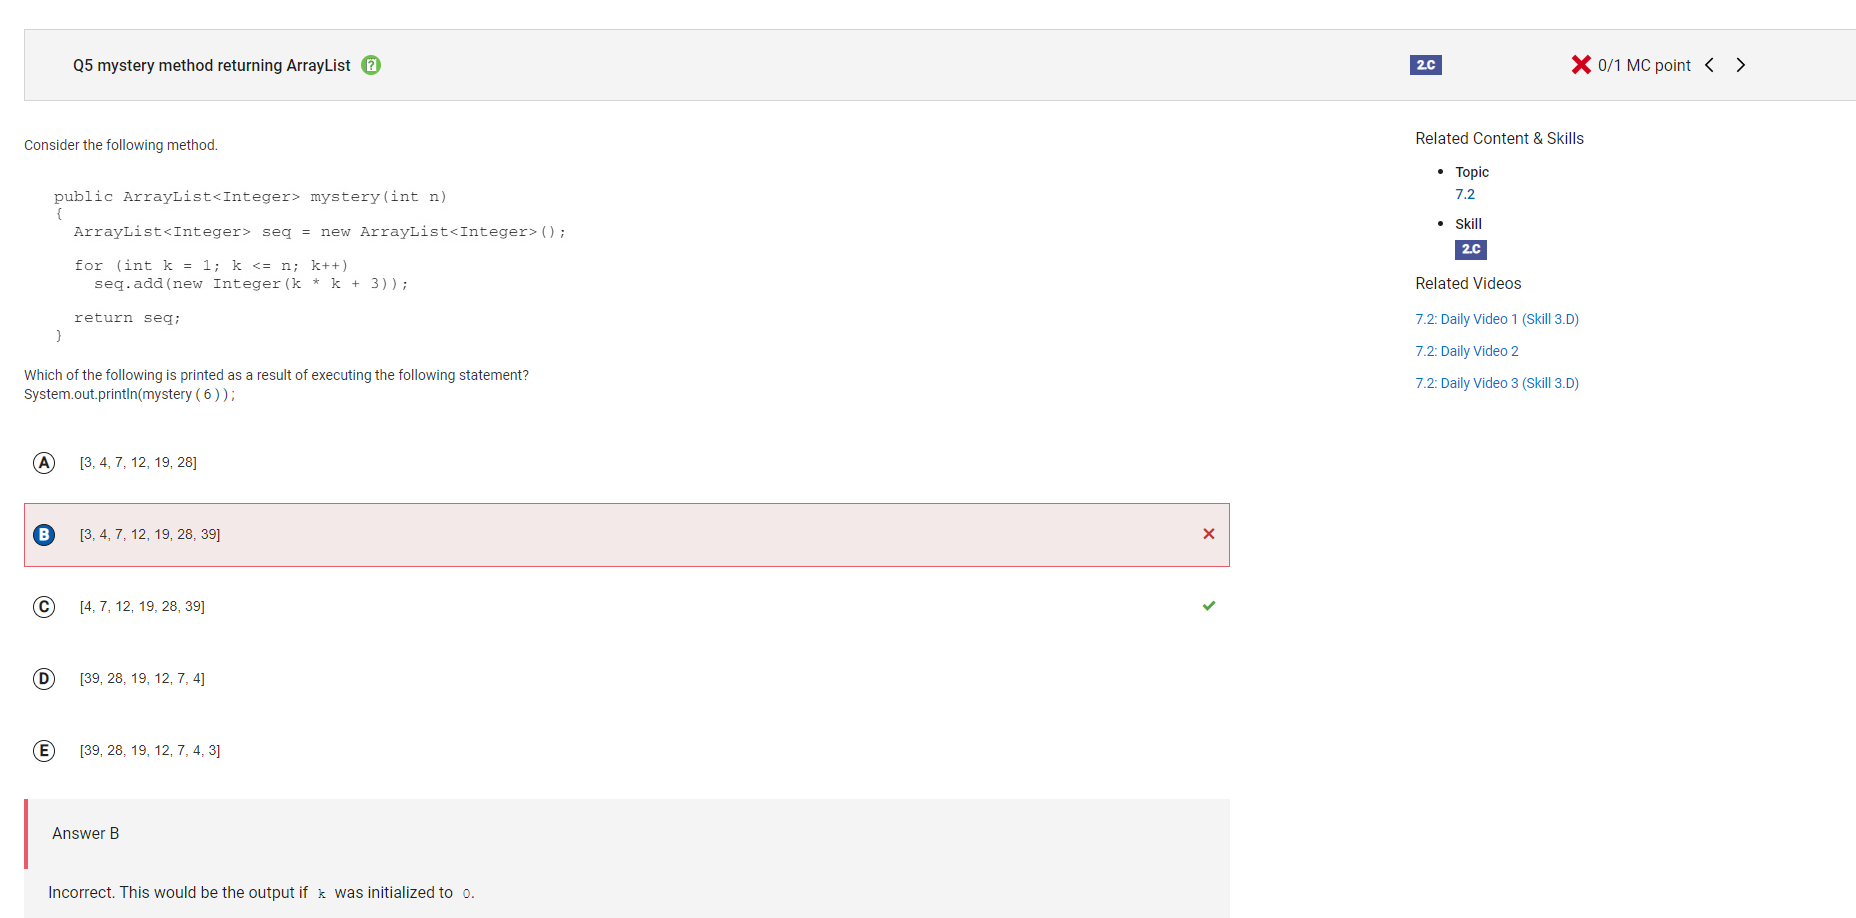 Q5 mystery method returning ArrayList ?
2.C
0/1 MC point
Consider the following method.
public ArrayList<Integer> mystery(int n)
{
ArrayList<Integer> seq = new ArrayList<Integer>();
for (int k = 1; k <= n; k++)
seq.add(new Integer(k * k + 3));
return seq;
}
Which of the following is printed as a result of executing the following statement?
System.out.println(mystery ( 6 ) ) ;
A [3, 4, 7, 12, 19, 28]
B [3, 4, 7, 12, 19, 28, 39]
C [4, 7, 12, 19, 28, 39]
D [39, 28, 19, 12, 7, 4]
E [39, 28, 19, 12, 7, 4, 3]
Answer B
Incorrect. This would be the output if k was initialized to 0.
Related Content & Skills
• Topic
7.2
• Skill
2.C
Related Videos
7.2: Daily Video 1 (Skill 3.D)
7.2: Daily Video 2
7.2: Daily Video 3 (Skill 3.D)